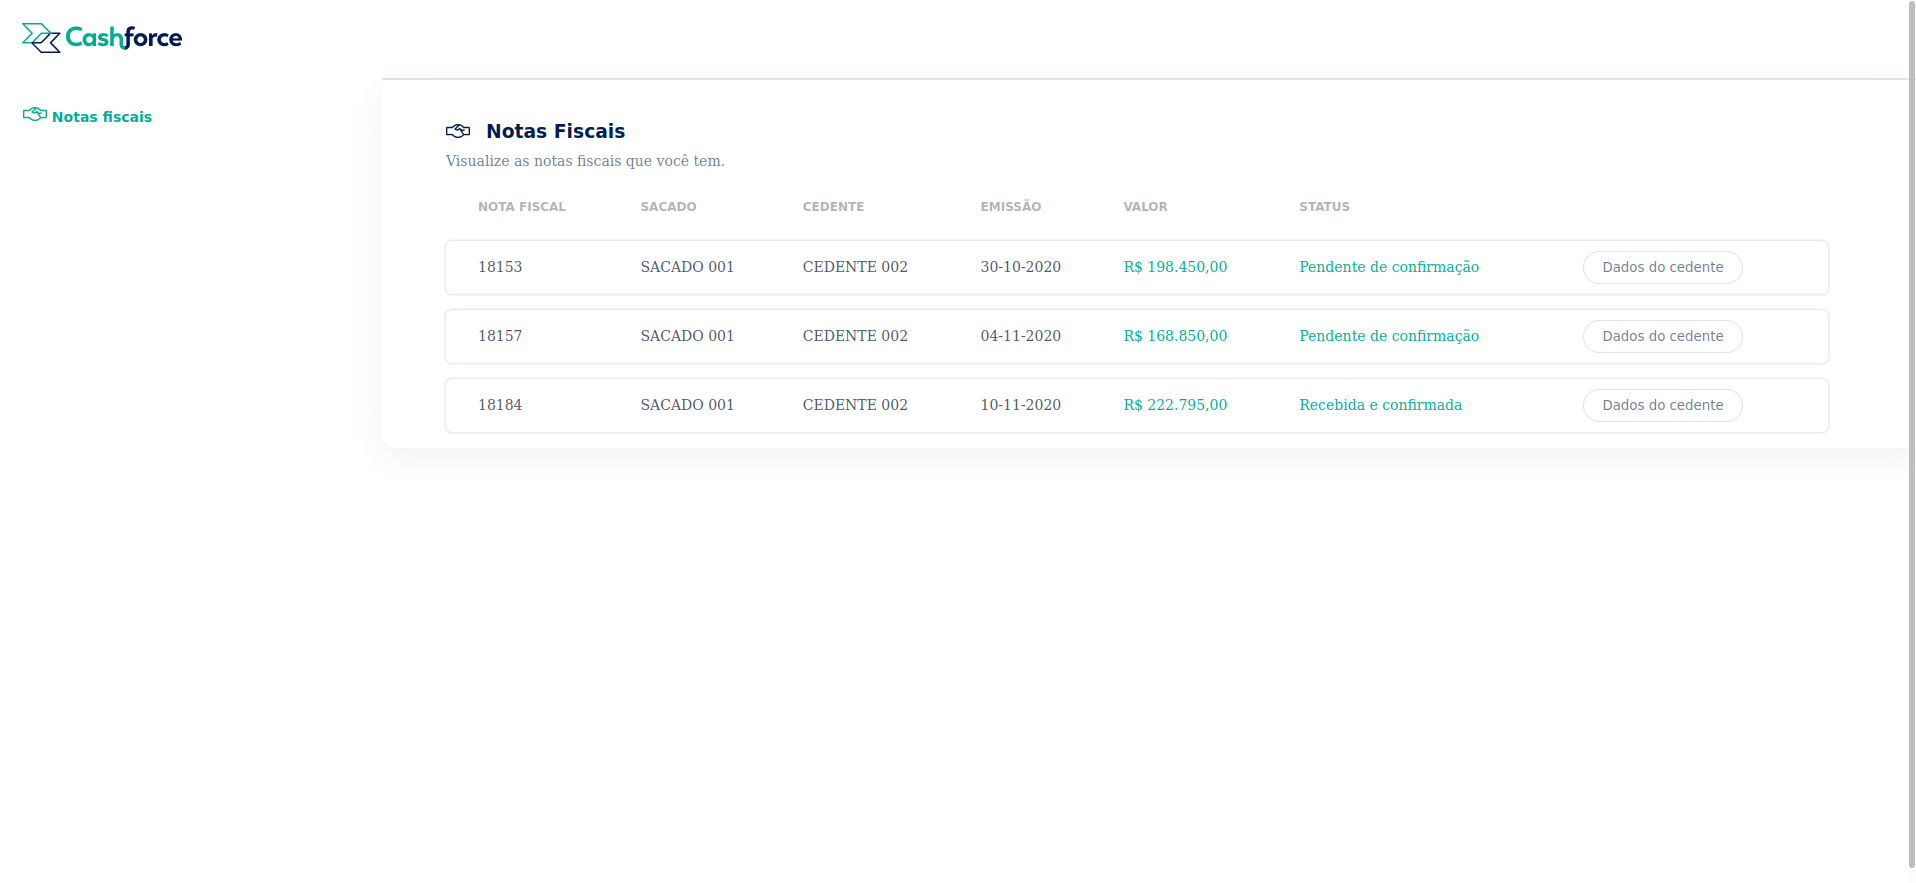 Cashforce
Notas fiscais
Notas Fiscais
Visualize as notas fiscais que você tem.
NOTA FISCAL SACADO CEDENTE EMISSÃO VALOR STATUS
18153 SACADO 001 CEDENTE 002 30-10-2020 R$ 198.450,00 Pendente de confirmação Dados do cedente
18157 SACADO 001 CEDENTE 002 04-11-2020 R$ 168.850,00 Pendente de confirmação Dados do cedente
18184 SACADO 001 CEDENTE 002 10-11-2020 R$ 222.795,00 Recebida e confirmada Dados do cedente